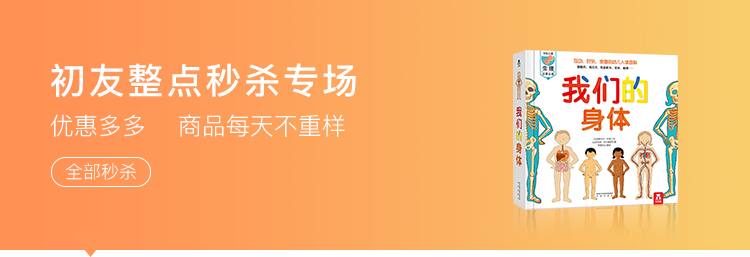 初友整点秒杀专场
优惠多多 商品每天不重样
全部秒杀
我们的
身体
我们的身体